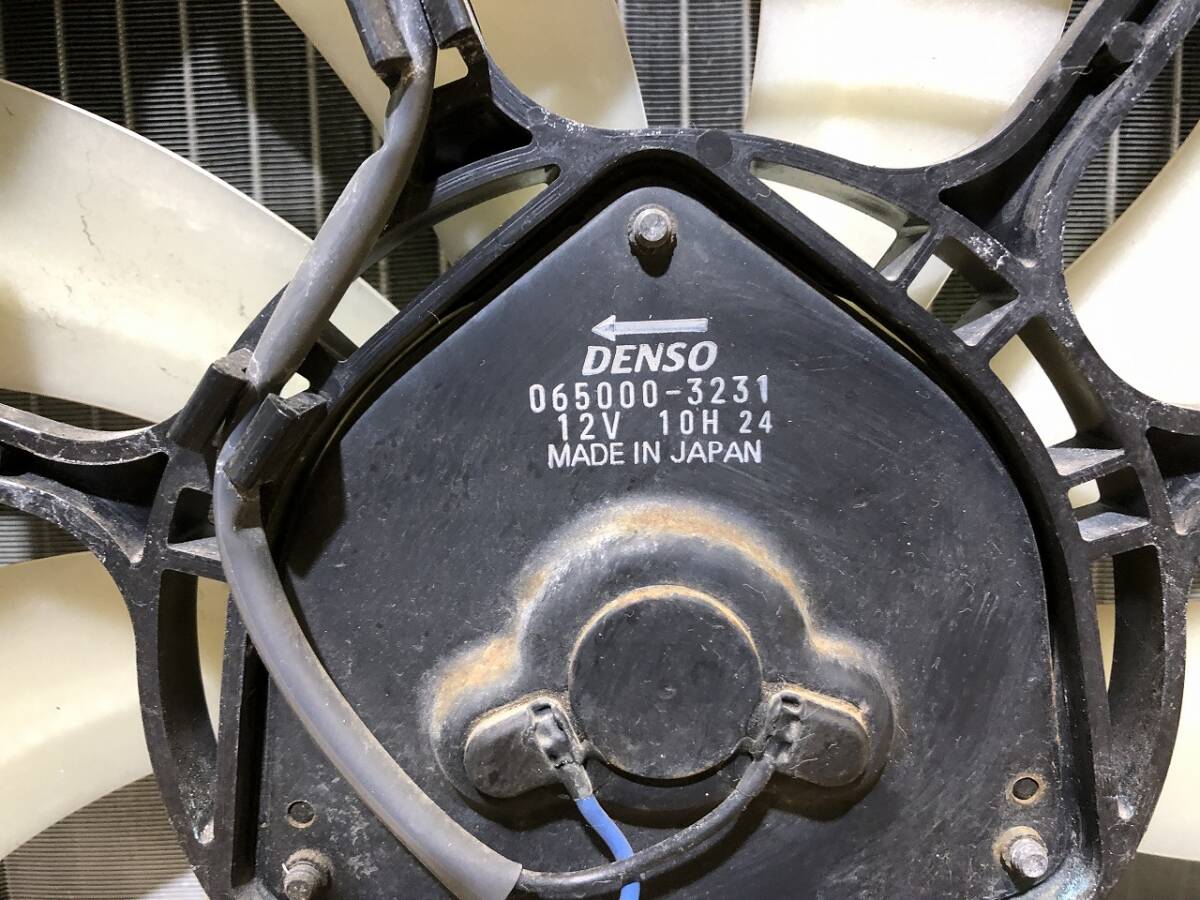 DENSO
065000-3231
12V 10H 24
MADE IN JAPAN